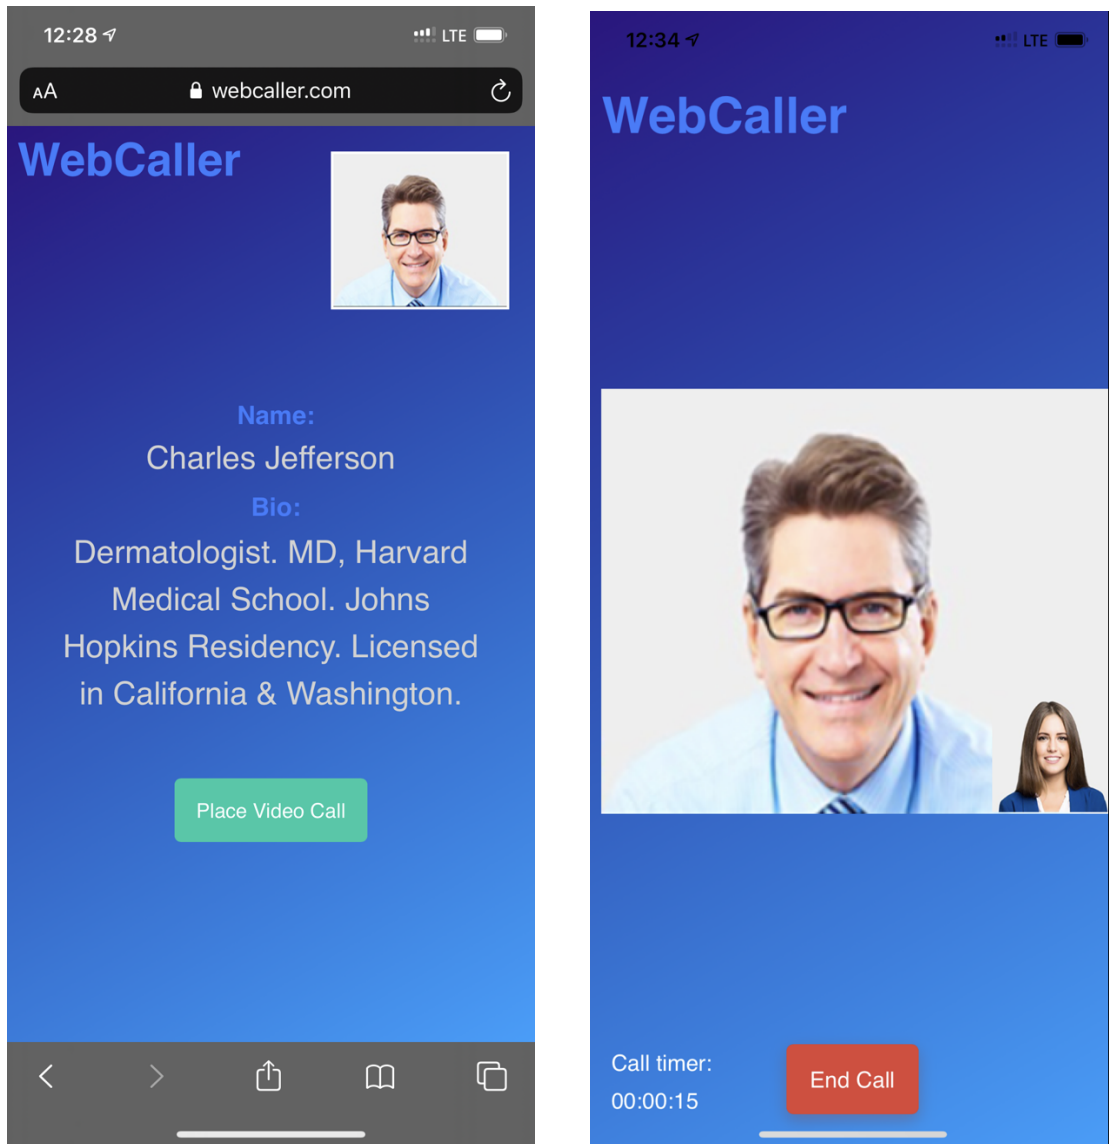 12:28
LTE
AA
webcaller.com
WebCaller
Name:
Charles Jefferson
Bio:
Dermatologist. MD, Harvard
Medical School. Johns
Hopkins Residency. Licensed
in California & Washington.
Place Video Call
12:34
LTE
WebCaller
Call timer:
00:00:15
End Call